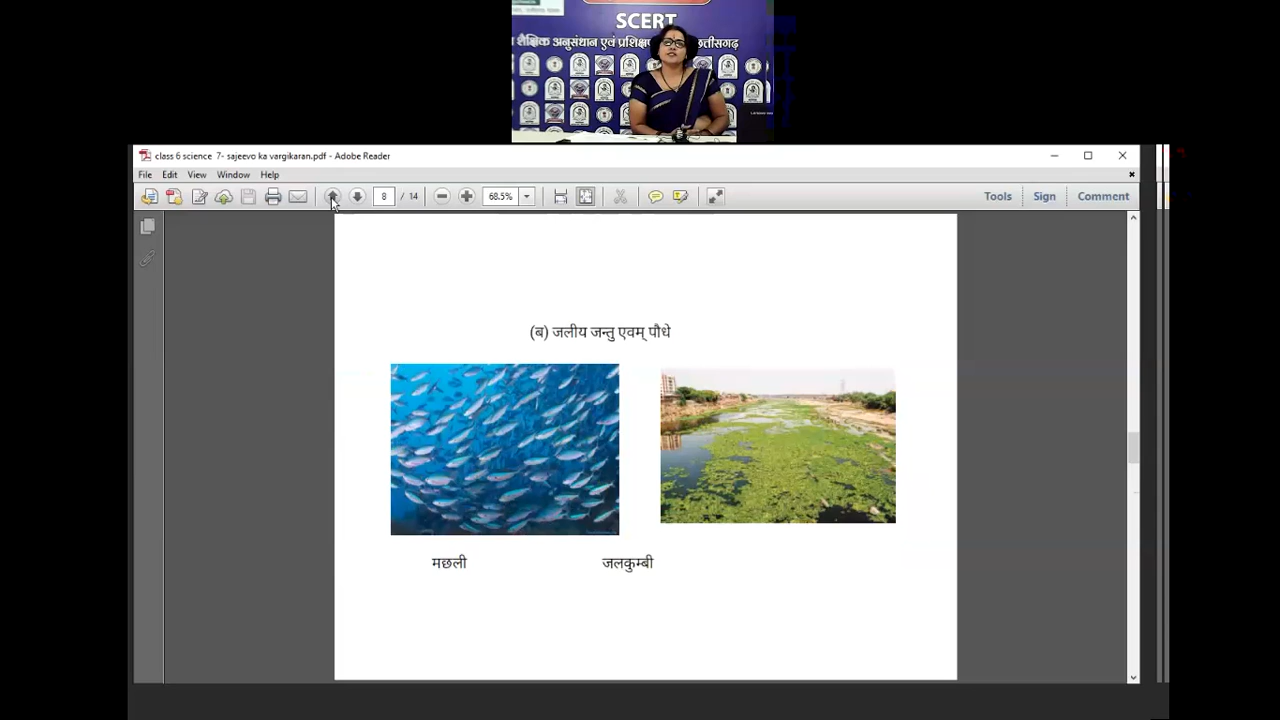 SCERT
शैक्षिक अनुसंधान एवं प्रशिक्षण
छत्तीसगढ़
class 6 science 7- sajeevo ka vargikaran.pdf - Adobe Reader
File Edit View Window Help
8 / 14 68.5% Tools Sign Comment
(ब) जलीय जन्तु एवम् पौधे
मछली जलकुम्बी